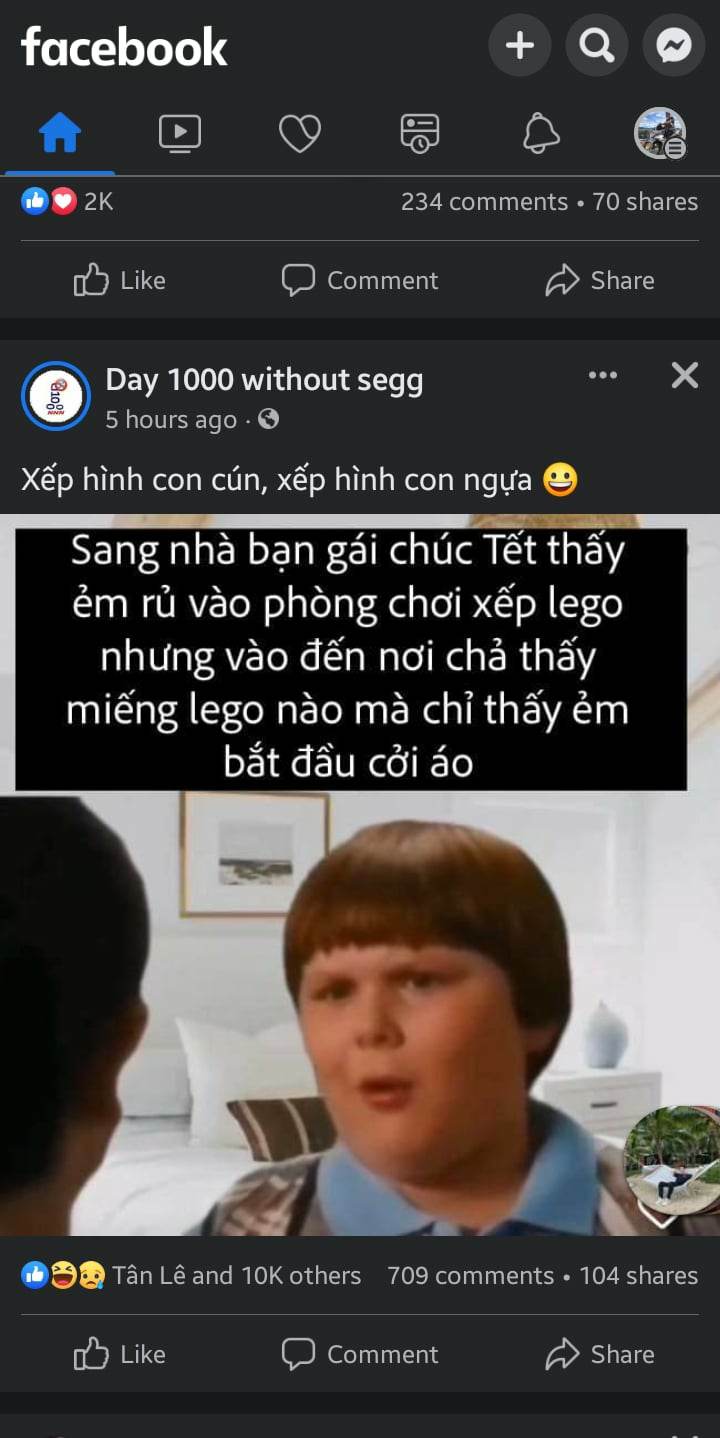 facebook
2K
234 comments • 70 shares
Like
Comment
Share
Day 1000 without segg
5 hours ago ·
Xếp hình con cún, xếp hình con ngựa 😀
Sang nhà bạn gái chúc Tết thấy
ẻm rủ vào phòng chơi xếp lego
nhưng vào đến nơi chả thấy
miếng lego nào mà chỉ thấy ẻm
bắt đầu cởi áo
Tân Lê and 10K others
709 comments • 104 shares
Like
Comment
Share